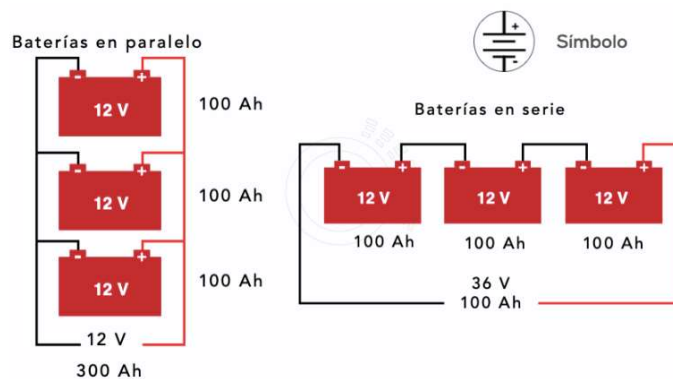 Baterías en paralelo
- +
12 V
100 Ah
- +
12 V
100 Ah
- +
12 V
100 Ah
12 V
300 Ah
+
-
Símbolo
Baterías en serie
- + - + - +
12 V 12 V 12 V
100 Ah 100 Ah 100 Ah
36 V
100 Ah